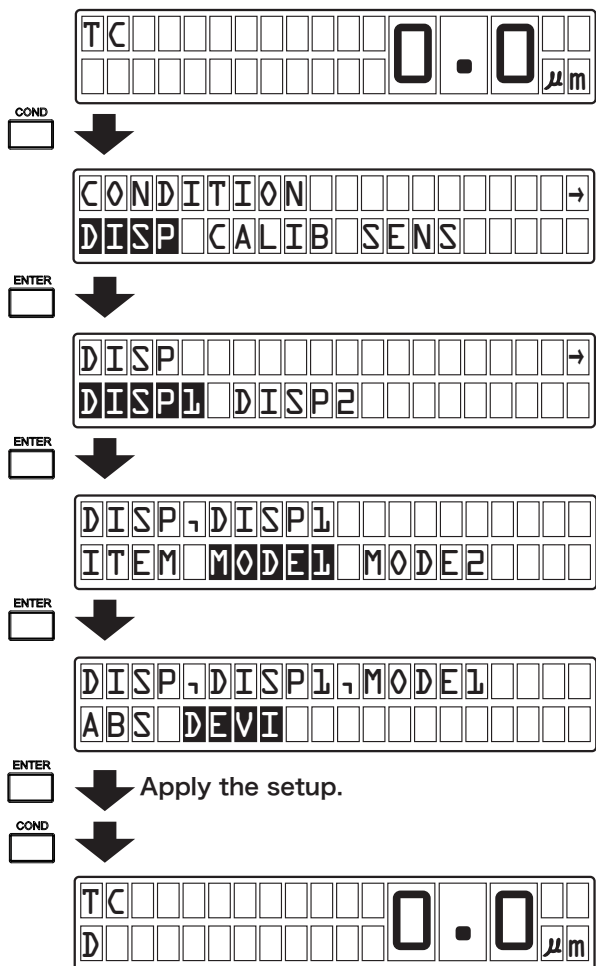 TC 0.0
μm
COND
CONDITION →
DISP CALIB SENS
ENTER
DISP →
DISP1 DISP2
ENTER
DISP,DISP1
ITEM MODE1 MODE2
ENTER
DISP,DISP1,MODE1
ABS DEVI
ENTER
Apply the setup.
COND
TC 0.0
D μm